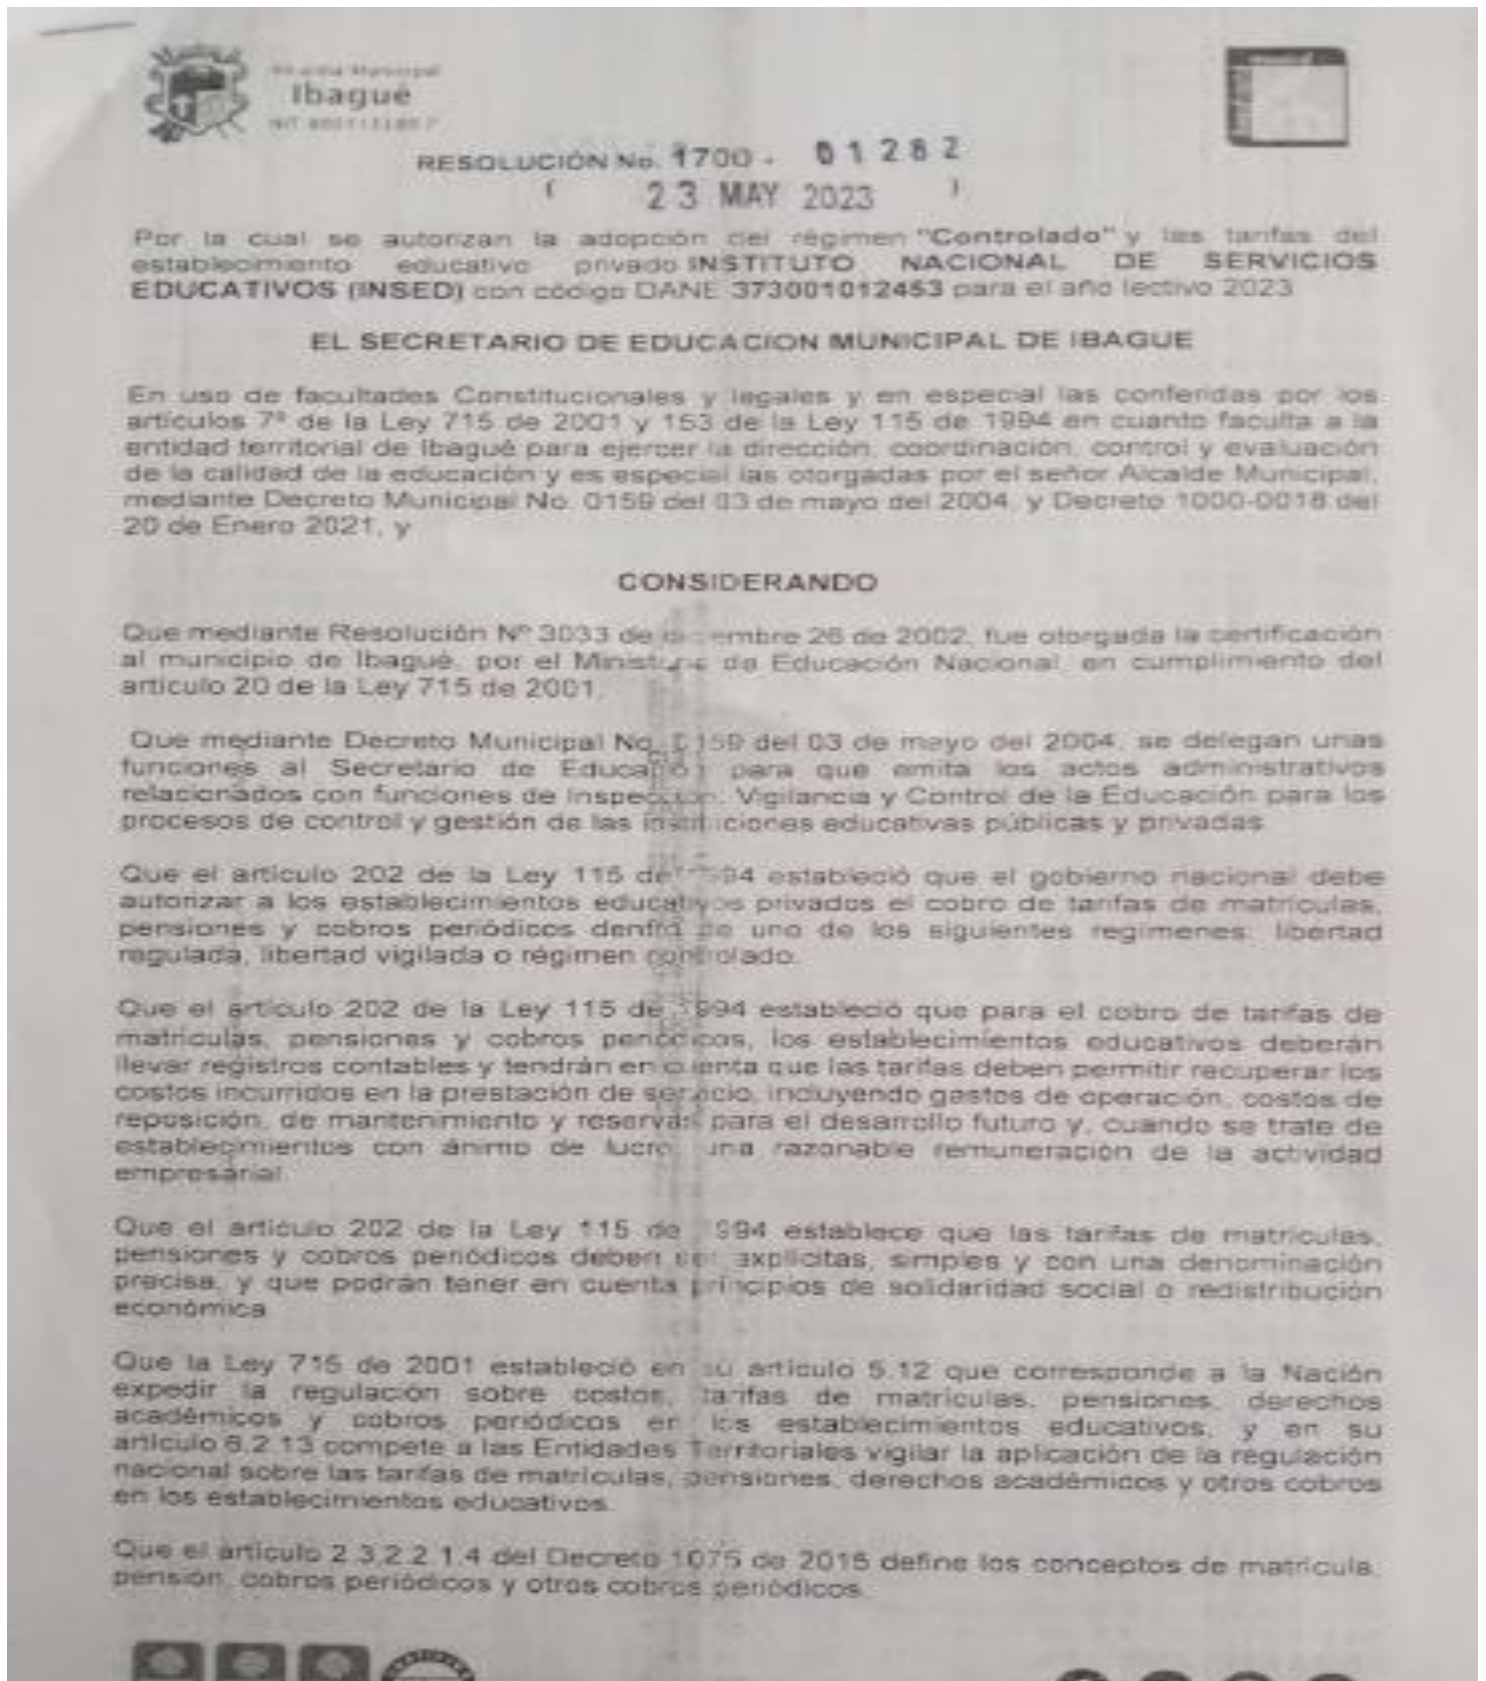 Alcaldía Municipal
Ibagué
NIT
RESOLUCIÓN No. 1700 - 01282
( 23 MAY 2023 )
Por la cual se autorizan la adopción del régimen "Controlado" y las tarifas del
establecimiento educativo privado INSTITUTO NACIONAL DE SERVICIOS
EDUCATIVOS (INSED) con código DANE 373001012453 para el año lectivo 2023
EL SECRETARIO DE EDUCACION MUNICIPAL DE IBAGUE
En uso de facultades Constitucionales y legales y en especial las conferidas por los
artículos 7º de la Ley 715 de 2001 y 153 de la Ley 115 de 1994 en cuanto faculta a la
entidad territorial de Ibagué para ejercer la dirección, coordinación, control y evaluación
de la calidad de la educación y es especial las otorgadas por el señor Alcalde Municipal,
mediante Decreto Municipal No. 0159 del 03 de mayo del 2004, y Decreto 1000-0018 del
20 de Enero 2021, y
CONSIDERANDO
Que mediante Resolución Nº 3033 de diciembre 26 de 2002, fue otorgada la certificación
al municipio de Ibagué, por el Ministerio de Educación Nacional, en cumplimiento del
artículo 20 de la Ley 715 de 2001.
Que mediante Decreto Municipal No. 0159 del 03 de mayo del 2004, se delegan unas
funciones al Secretario de Educación para que emita los actos administrativos
relacionados con funciones de Inspección, Vigilancia y Control de la Educación para los
procesos de control y gestión de las instituciones educativas públicas y privadas
Que el artículo 202 de la Ley 115 de 1994 estableció que el gobierno nacional debe
autorizar a los establecimientos educativos privados el cobro de tarifas de matrículas,
pensiones y cobros periódicos dentro de uno de los siguientes regímenes: libertad
regulada, libertad vigilada o régimen controlado.
Que el artículo 202 de la Ley 115 de 1994 estableció que para el cobro de tarifas de
matrículas, pensiones y cobros periódicos, los establecimientos educativos deberán
llevar registros contables y tendrán en cuenta que las tarifas deben permitir recuperar los
costos incurridos en la prestación de servicio, incluyendo gastos de operación, costos de
reposición, de mantenimiento y reservas para el desarrollo futuro y, cuando se trate de
establecimientos con ánimo de lucro, una razonable remuneración de la actividad
empresarial.
Que el artículo 202 de la Ley 115 de 1994 establece que las tarifas de matrículas,
pensiones y cobros periódicos deben ser explícitas, simples y con una denominación
precisa, y que podrán tener en cuenta principios de solidaridad social o redistribución
económica
Que la Ley 715 de 2001 estableció en su artículo 5.12 que corresponde a la Nación
expedir la regulación sobre costos, tarifas de matrículas, pensiones, derechos
académicos y cobros periódicos en los establecimientos educativos, y en su
artículo 6.2.13 compete a las Entidades Territoriales vigilar la aplicación de la regulación
nacional sobre las tarifas de matrículas, pensiones, derechos académicos y otros cobros
en los establecimientos educativos.
Que el artículo 2.3.2.2.1.4 del Decreto 1075 de 2015 define los conceptos de matrícula,
pensión, cobros periódicos y otros cobros periódicos.